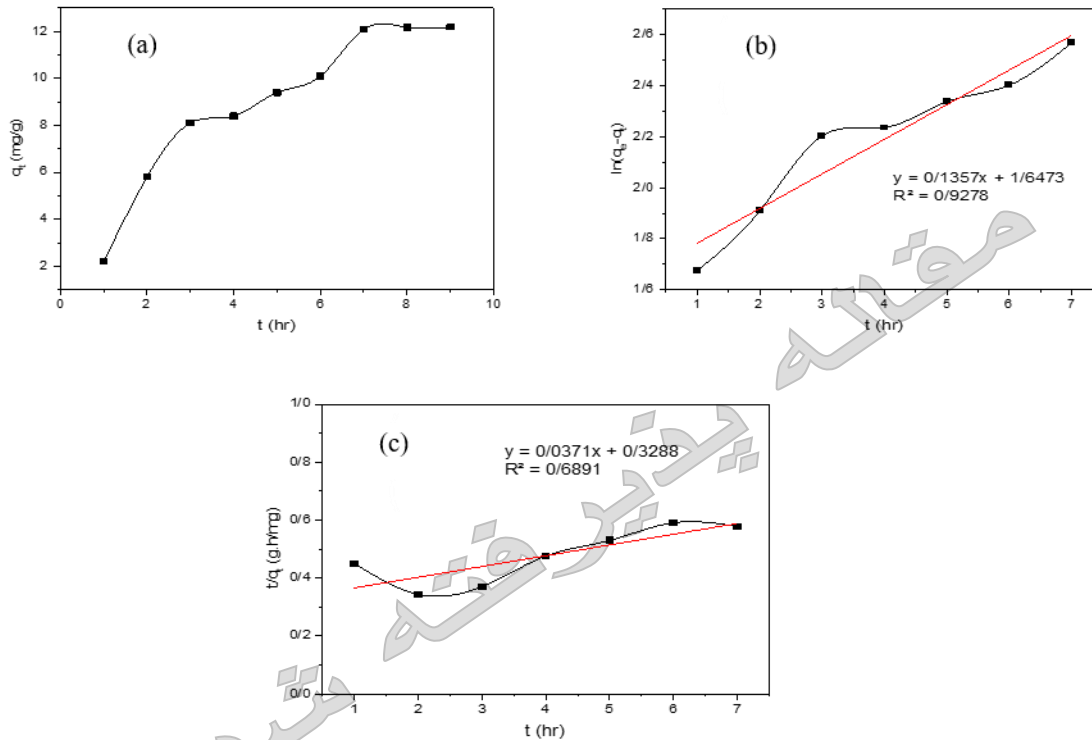 (a)
q_t (mg/g)
12
10
8
6
4
2
0 2 4 6 8 10
t (hr)
(b)
ln(q_e-q_t)
2/6
2/4
2/2
2/0
1/8
1/6
y = 0/1357x + 1/6473
R² = 0/9278
1 2 3 4 5 6 7
t (hr)
(c)
t/q_t (g.h/mg)
1/0
0/8
0/6
0/4
0/2
0/0
y = 0/0371x + 0/3288
R² = 0/6891
1 2 3 4 5 6 7
t (hr)
مقاله پذیرفته